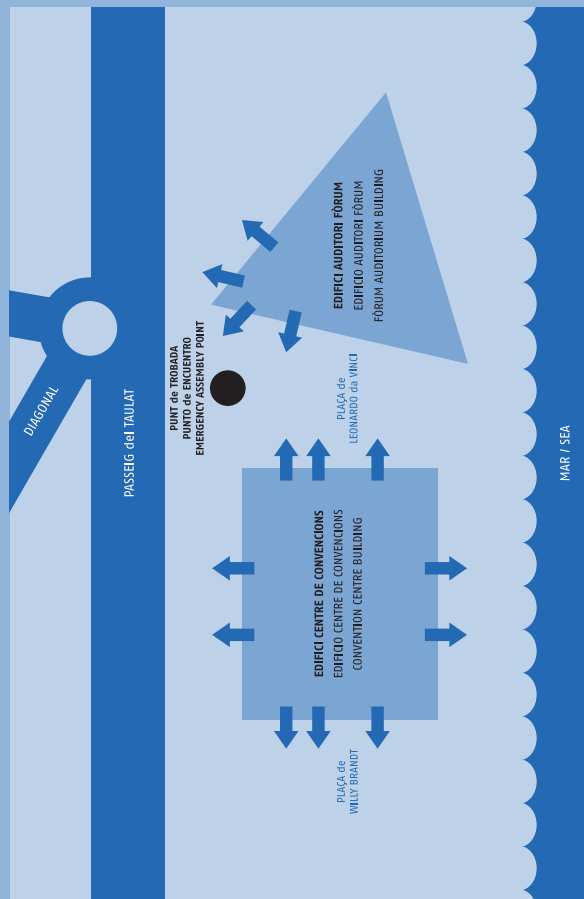 DIAGONAL
PASSEIG del TAULAT
PUNT de TROBADA
PUNTO de ENCUENTRO
EMERGENCY ASSEMBLY POINT
EDIFICI AUDITORI FÒRUM
EDIFICIO AUDITORI FÒRUM
FÒRUM AUDITORIUM BUILDING
PLAÇA de
LEONARDO da VINCI
EDIFICI CENTRE DE CONVENCIONS
EDIFICIO CENTRE DE CONVENCIONS
CONVENTION CENTRE BUILDING
PLAÇA de
WILLY BRANDT
MAR / SEA